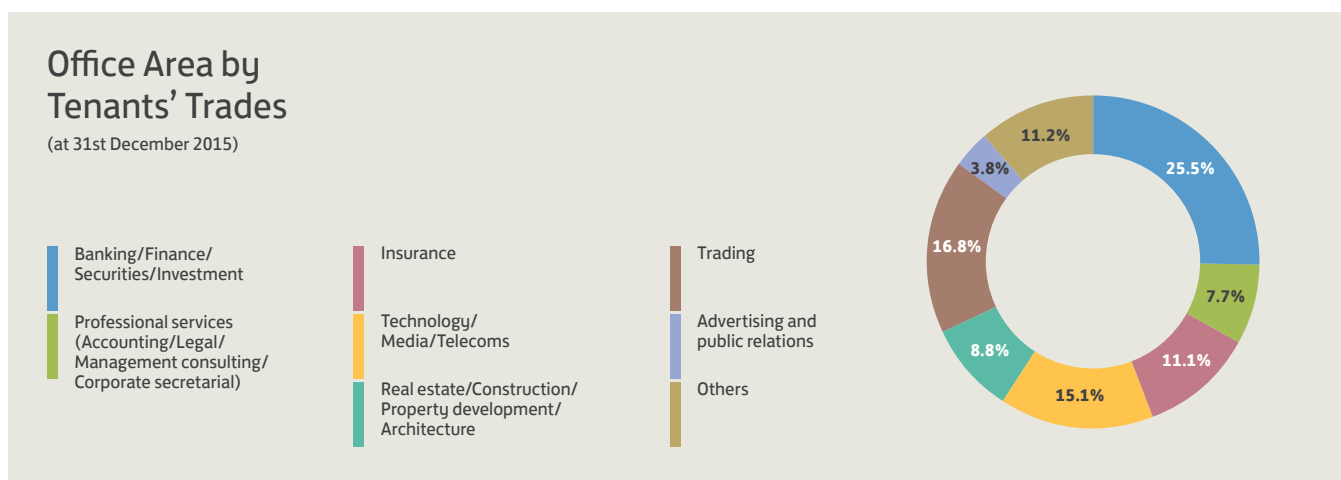 Office Area by
Tenants’ Trades
(at 31st December 2015)
Banking/Finance/
Securities/Investment
Professional services
(Accounting/Legal/
Management consulting/
Corporate secretarial)
Insurance
Technology/
Media/Telecoms
Real estate/Construction/
Property development/
Architecture
Trading
Advertising and
public relations
Others
25.5%
7.7%
11.1%
15.1%
8.8%
16.8%
3.8%
11.2%